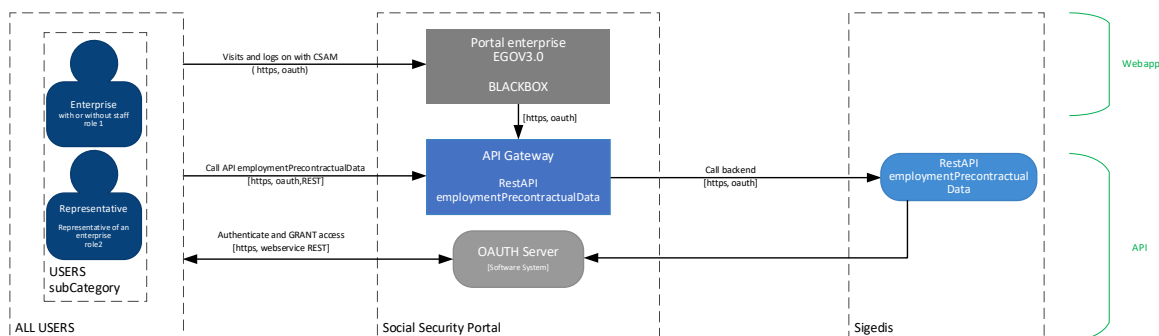 Enterprise
with or without staff
role 1
Representative
Representative of an
enterprise
role2
USERS
subCategory
ALL USERS
Visits and logs on with CSAM
( https, oauth)
Call API employmentPrecontractualData
[https, oauth,REST]
Authenticate and GRANT access
[https, webservice REST]
Portal enterprise
EGOV3.0
BLACKBOX
[https, oauth]
API Gateway
RestAPI
employmentPrecontractualData
OAUTH Server
[Software System]
Social Security Portal
Call backend
[https, oauth]
RestAPI
employmentPrecontractual
Data
Sigedis
Webapp
API